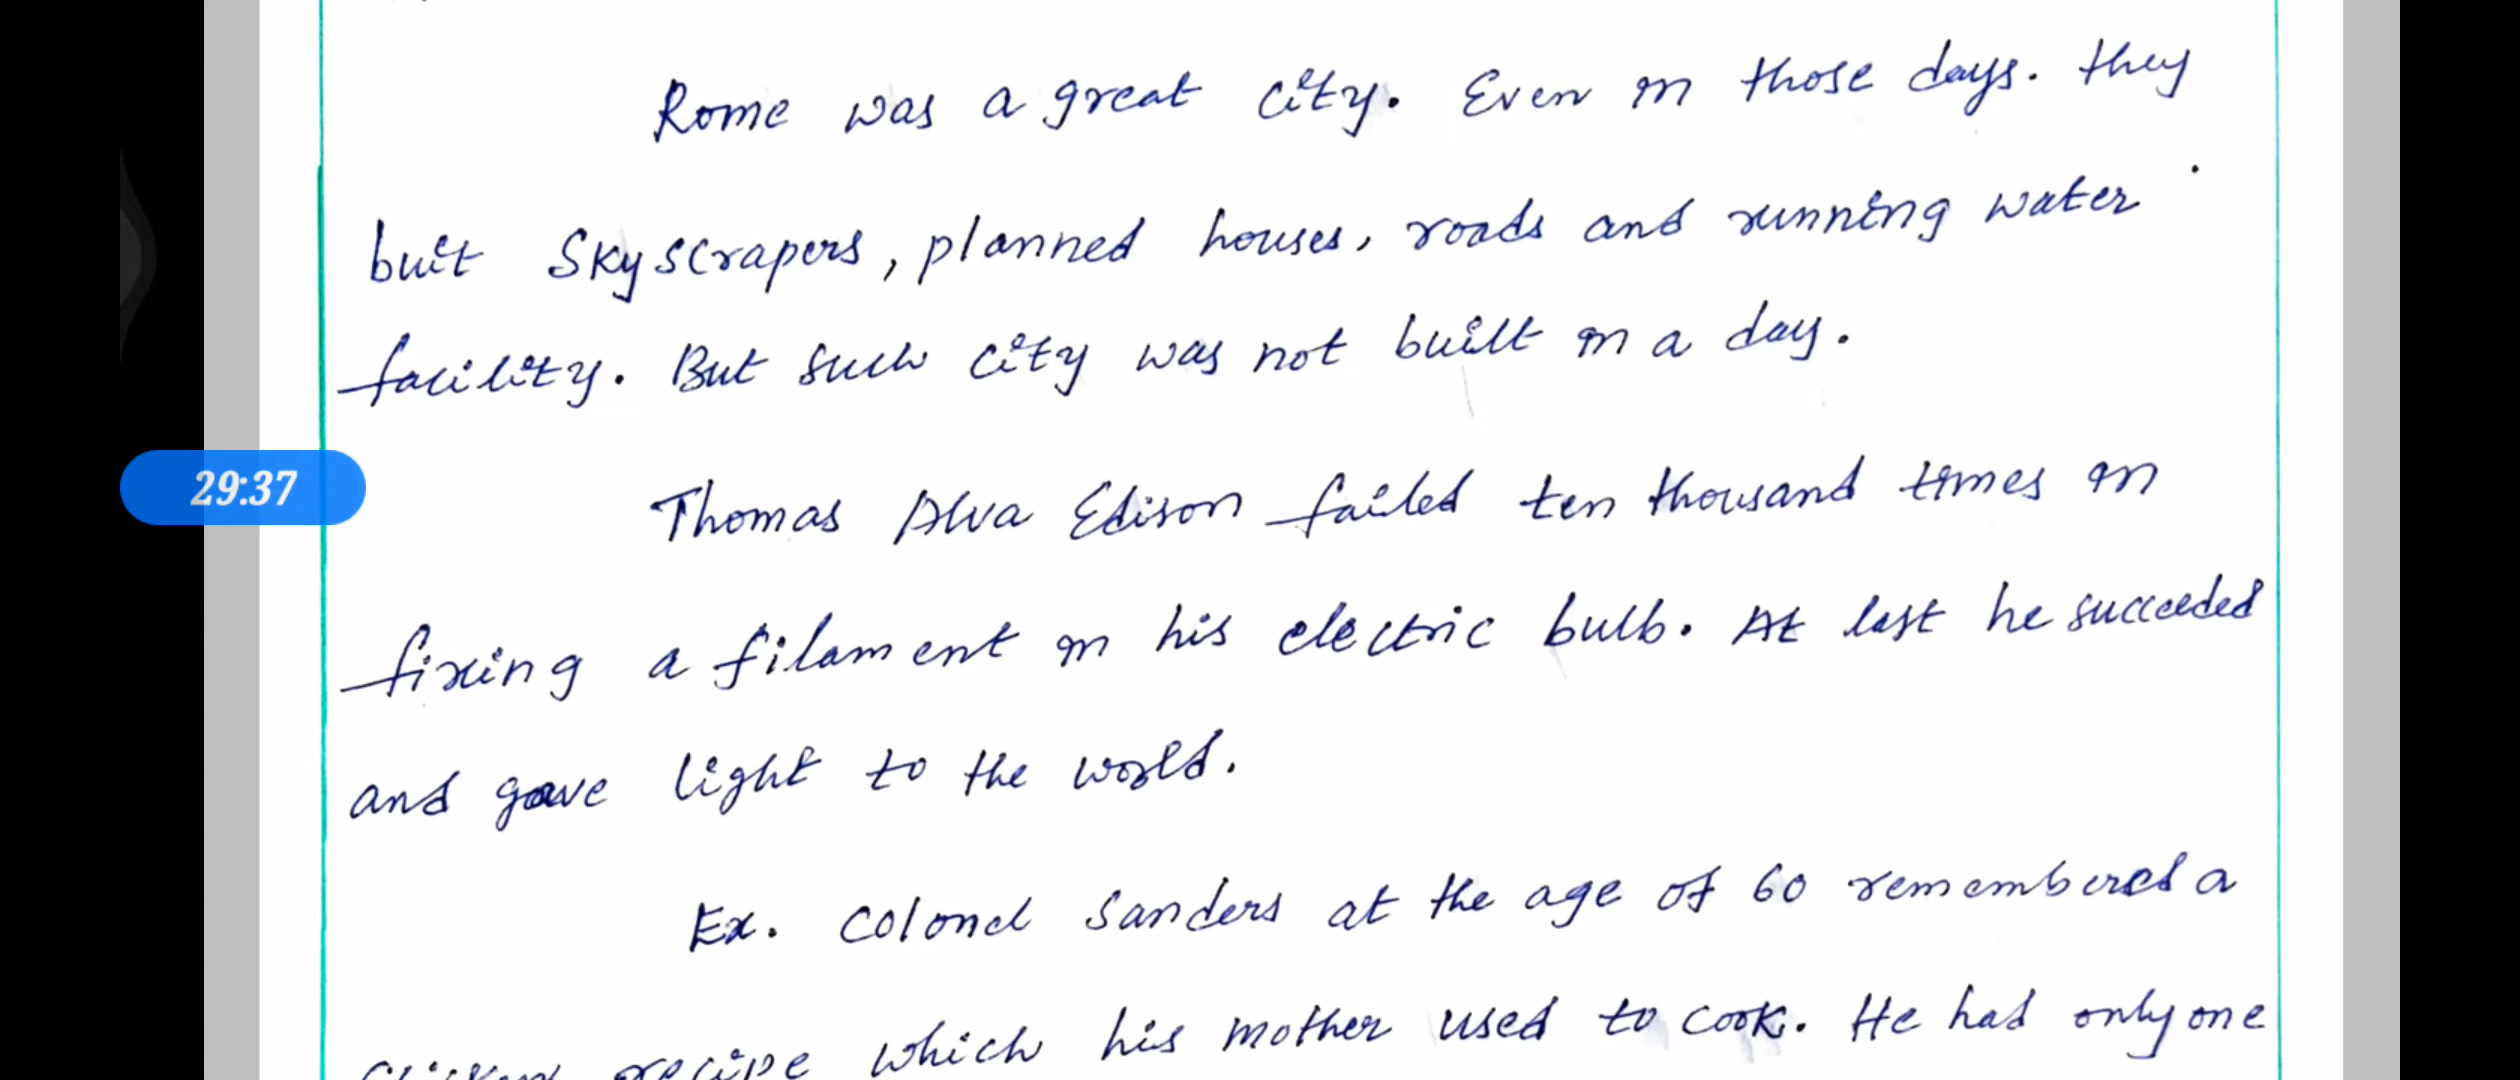 Rome was a great city. Even in those days. they
built Skyscrapers, planned houses, roads and running water
facility. But such city was not built in a day.
29:37
Thomas Alva Edison failed ten thousand times in
fixing a filament in his electric bulb. At last he succeeded
and gave light to the world.
Ex. Colonel Sanders at the age of 60 remembered a
chicken recipe which his mother used to cook. He had only one